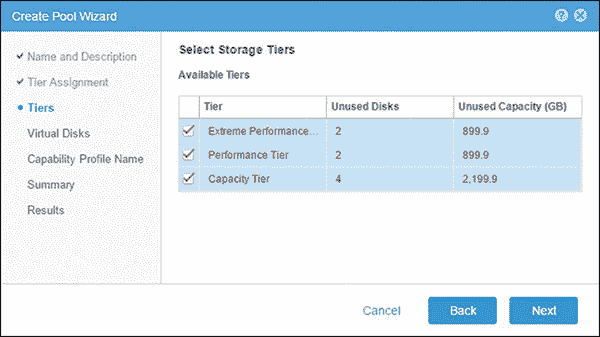 Create Pool Wizard
Name and Description
Tier Assignment
Tiers
Virtual Disks
Capability Profile Name
Summary
Results
Select Storage Tiers
Available Tiers
Tier Unused Disks Unused Capacity (GB)
Extreme Performance... 2 899.9
Performance Tier 2 899.9
Capacity Tier 4 2,199.9
Cancel Back Next